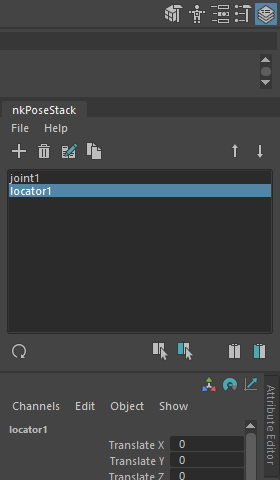 nkPoseStack
File Help
joint1
locator1
Channels Edit Object Show
locator1
Translate X 0
Translate Y 0
Translate Z 0
Attribute Editor